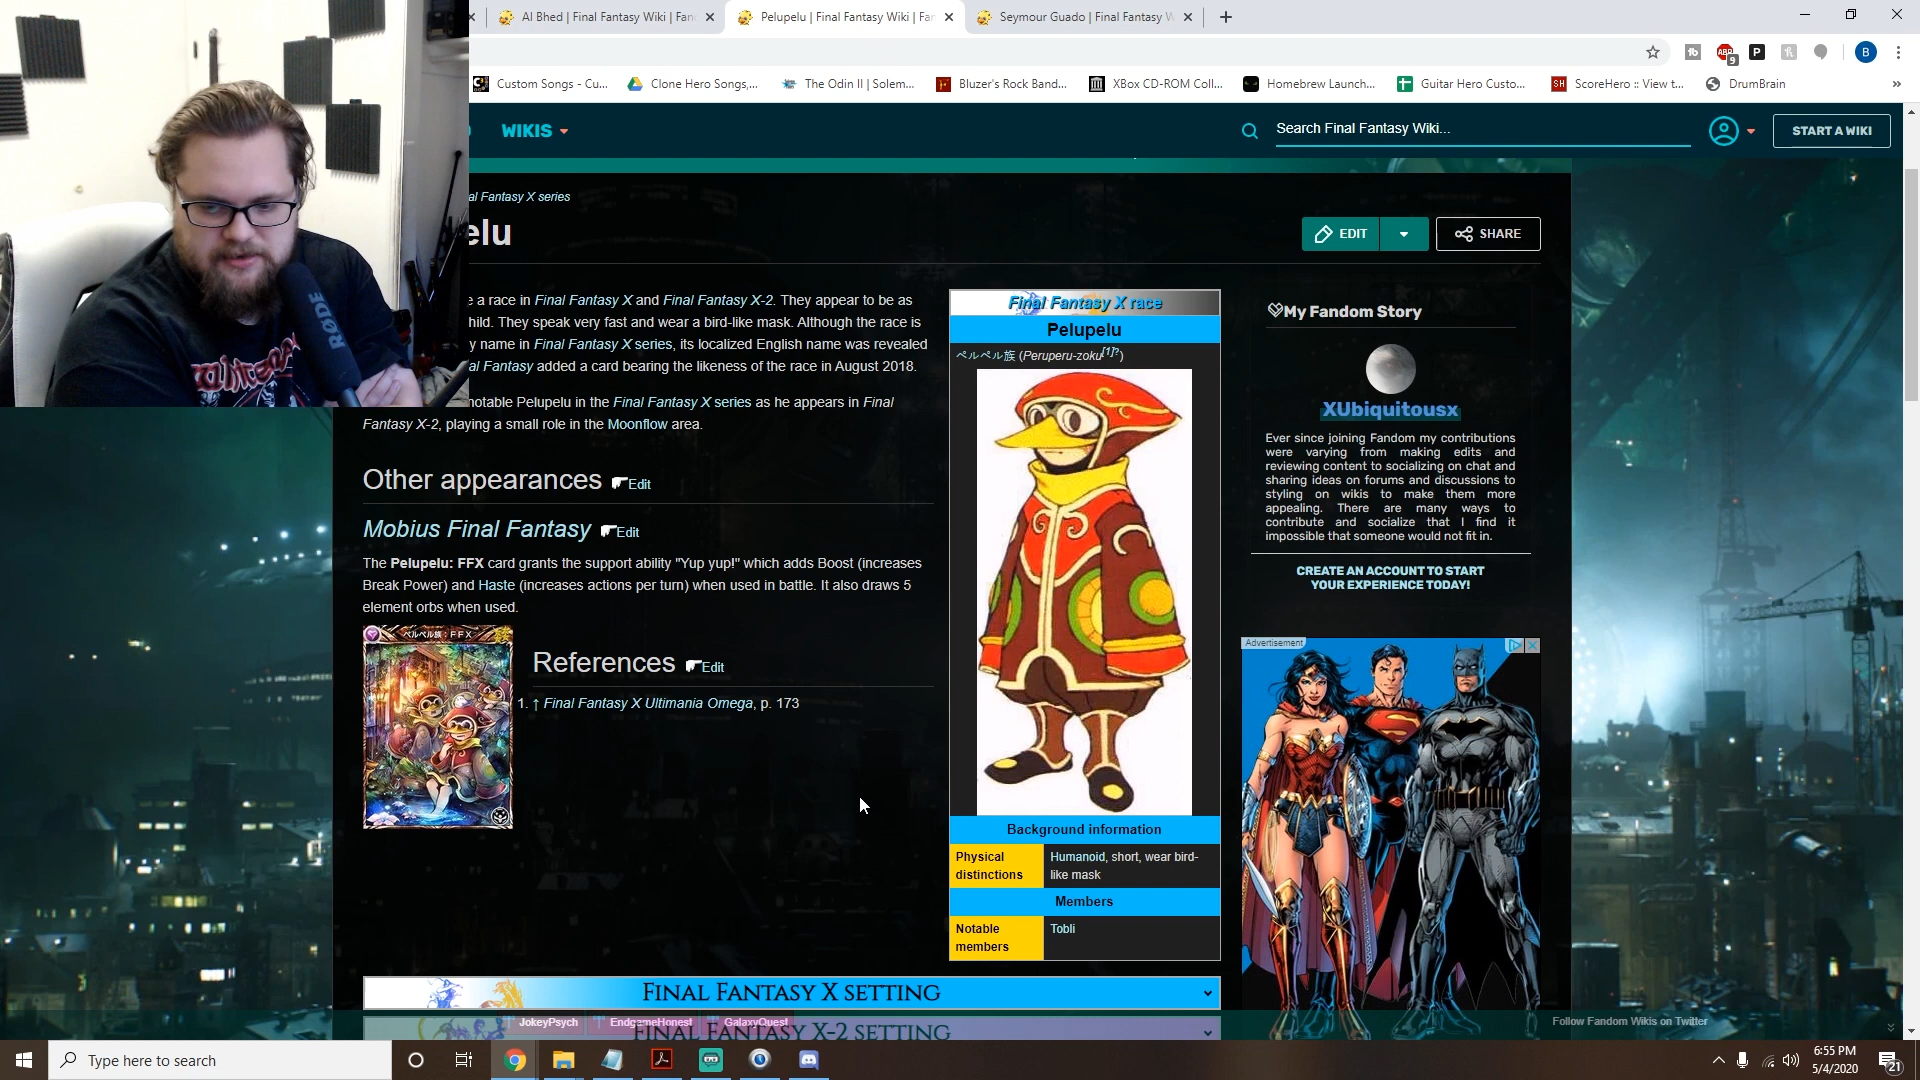 Al Bhed | Final Fantasy Wiki | Fan
Pelupelu | Final Fantasy Wiki | Fan
Seymour Guado | Final Fantasy W
Custom Songs - Cu...
Clone Hero Songs,...
The Odin II | Solem...
Bluzer's Rock Band...
XBox CD-ROM Coll...
Homebrew Launch...
Guitar Hero Custo...
ScoreHero :: View t...
DrumBrain
WIKIS
Search Final Fantasy Wiki...
START A WIKI
al Fantasy X series
elu
EDIT
SHARE
e a race in Final Fantasy X and Final Fantasy X-2. They appear to be as
hild. They speak very fast and wear a bird-like mask. Although the race is
y name in Final Fantasy X series, its localized English name was revealed
al Fantasy added a card bearing the likeness of the race in August 2018.
notable Pelupelu in the Final Fantasy X series as he appears in Final
Fantasy X-2, playing a small role in the Moonflow area.
Other appearances Edit
Mobius Final Fantasy Edit
The Pelupelu: FFX card grants the support ability "Yup yup!" which adds Boost (increases
Break Power) and Haste (increases actions per turn) when used in battle. It also draws 5
element orbs when used.
ペルペル族：FFX
References Edit
1. ↑ Final Fantasy X Ultimania Omega, p. 173
Final Fantasy X race
Pelupelu
ペルペル族 (Peruperu-zoku[1]?)
Background information
Physical distinctions
Humanoid, short, wear bird-like mask
Members
Notable members
Tobli
My Fandom Story
XUbiquitousx
Ever since joining Fandom my contributions
were varying from making edits and
reviewing content to socializing on chat and
sharing ideas on forums and discussions to
styling on wikis to make them more
appealing. There are many ways to
contribute and socialize that I find it
impossible that someone would not fit in.
CREATE AN ACCOUNT TO START
YOUR EXPERIENCE TODAY!
Advertisement
FINAL FANTASY X SETTING
JokeyPsych
EndgameHonest
GalaxyQuest
FINAL FANTASY X-2 SETTING
Follow Fandom Wikis on Twitter
RØDE
Type here to search
6:55 PM
5/4/2020
21
ABP
9
P
B
SH